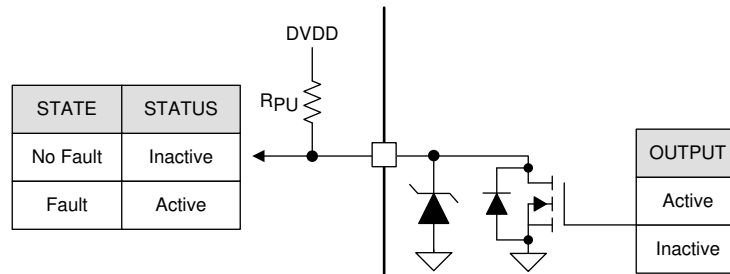 DVDD
RPU
STATE STATUS
No Fault Inactive
Fault Active
OUTPUT
Active
Inactive